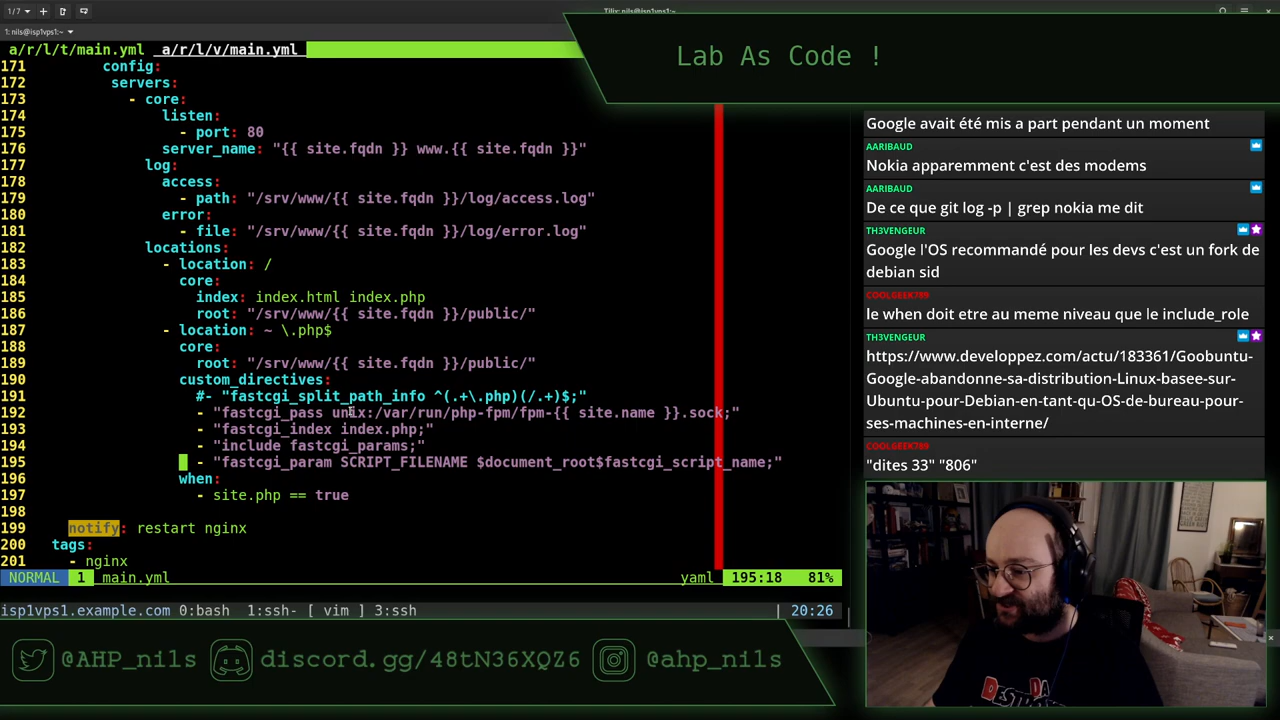 1/7
Tilix: nils@isp1vps1:~
1: nils@isp1vps1:~
a/r/l/t/main.yml a/r/l/v/main.yml
171 config:
172 servers:
173 - core:
174 listen:
175 - port: 80
176 server_name: "{{ site.fqdn }} www.{{ site.fqdn }}"
177 log:
178 access:
179 - path: "/srv/www/{{ site.fqdn }}/log/access.log"
180 error:
181 - file: "/srv/www/{{ site.fqdn }}/log/error.log"
182 locations:
183 - location: /
184 core:
185 index: index.html index.php
186 root: "/srv/www/{{ site.fqdn }}/public/"
187 - location: ~ \.php$
188 core:
189 root: "/srv/www/{{ site.fqdn }}/public/"
190 custom_directives:
191 #- "fastcgi_split_path_info ^(.+\.php)(/.+)$;"
192 - "fastcgi_pass unix:/var/run/php-fpm/fpm-{{ site.name }}.sock;"
193 - "fastcgi_index index.php;"
194 - "include fastcgi_params;"
195 - "fastcgi_param SCRIPT_FILENAME $document_root$fastcgi_script_name;"
196 when:
197 - site.php == true
198
199 notify: restart nginx
200 tags:
201 - nginx
NORMAL 1 main.yml yaml 195:18 81%
isp1vps1.example.com 0:bash 1:ssh- [ vim ] 3:ssh | 20:26
@AHP_nils discord.gg/48tN36XQZ6 @ahp_nils
Lab As Code !
Google avait été mis a part pendant un moment
AARIBAUD
Nokia apparemment c'est des modems
AARIBAUD
De ce que git log -p | grep nokia me dit
TH3VENGEUR
Google l'OS recommandé pour les devs c'est un fork de
debian sid
COOLGEEK789
le when doit etre au meme niveau que le include_role
TH3VENGEUR
https://www.developpez.com/actu/183361/Goobuntu-
Google-abandonne-sa-distribution-Linux-basee-sur-
Ubuntu-pour-Debian-en-tant-qu-OS-de-bureau-pour-
ses-machines-en-interne/
COOLGEEK789
"dites 33" "806"